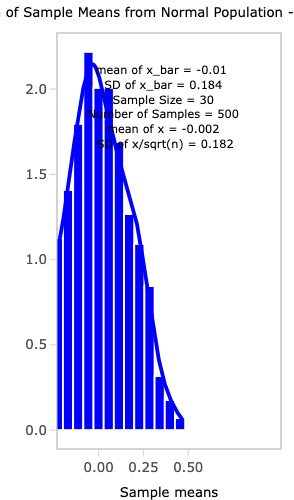 of Sample Means from Normal Population -
mean of x_bar = -0.01
SD of x_bar = 0.184
Sample Size = 30
Number of Samples = 500
mean of x = -0.002
SD of x/sqrt(n) = 0.182
2.0
1.5
1.0
0.5
0.0
0.00 0.25 0.50
Sample means